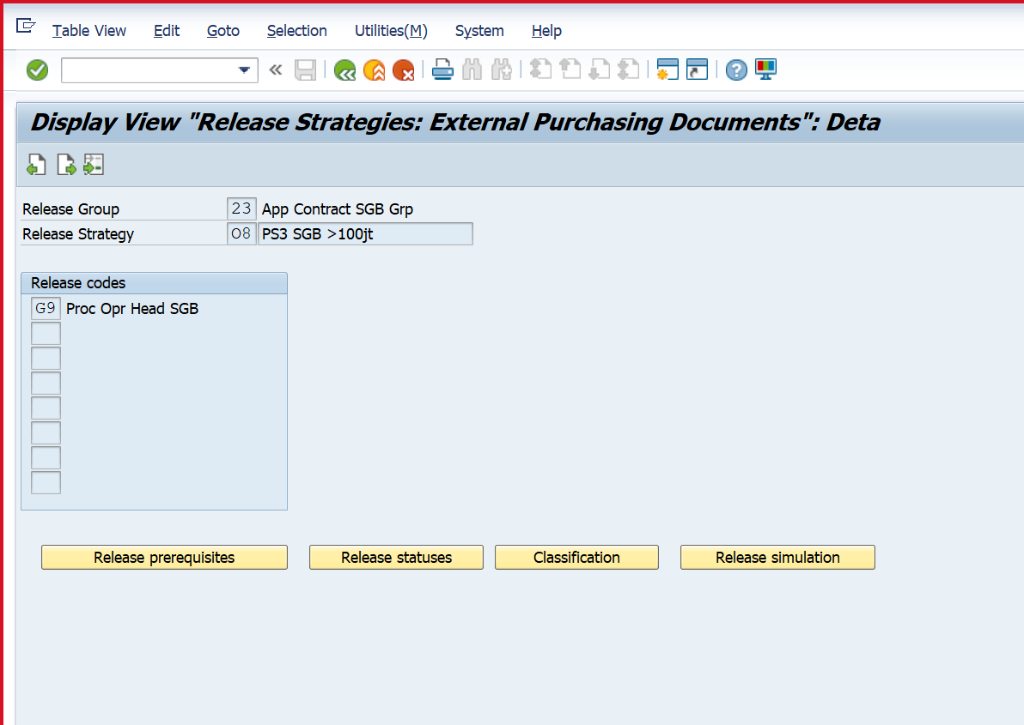 Table View Edit Goto Selection Utilities(M) System Help
Display View "Release Strategies: External Purchasing Documents": Deta
Release Group 23 App Contract SGB Grp
Release Strategy O8 PS3 SGB >100jt
Release codes
G9 Proc Opr Head SGB
Release prerequisites Release statuses Classification Release simulation